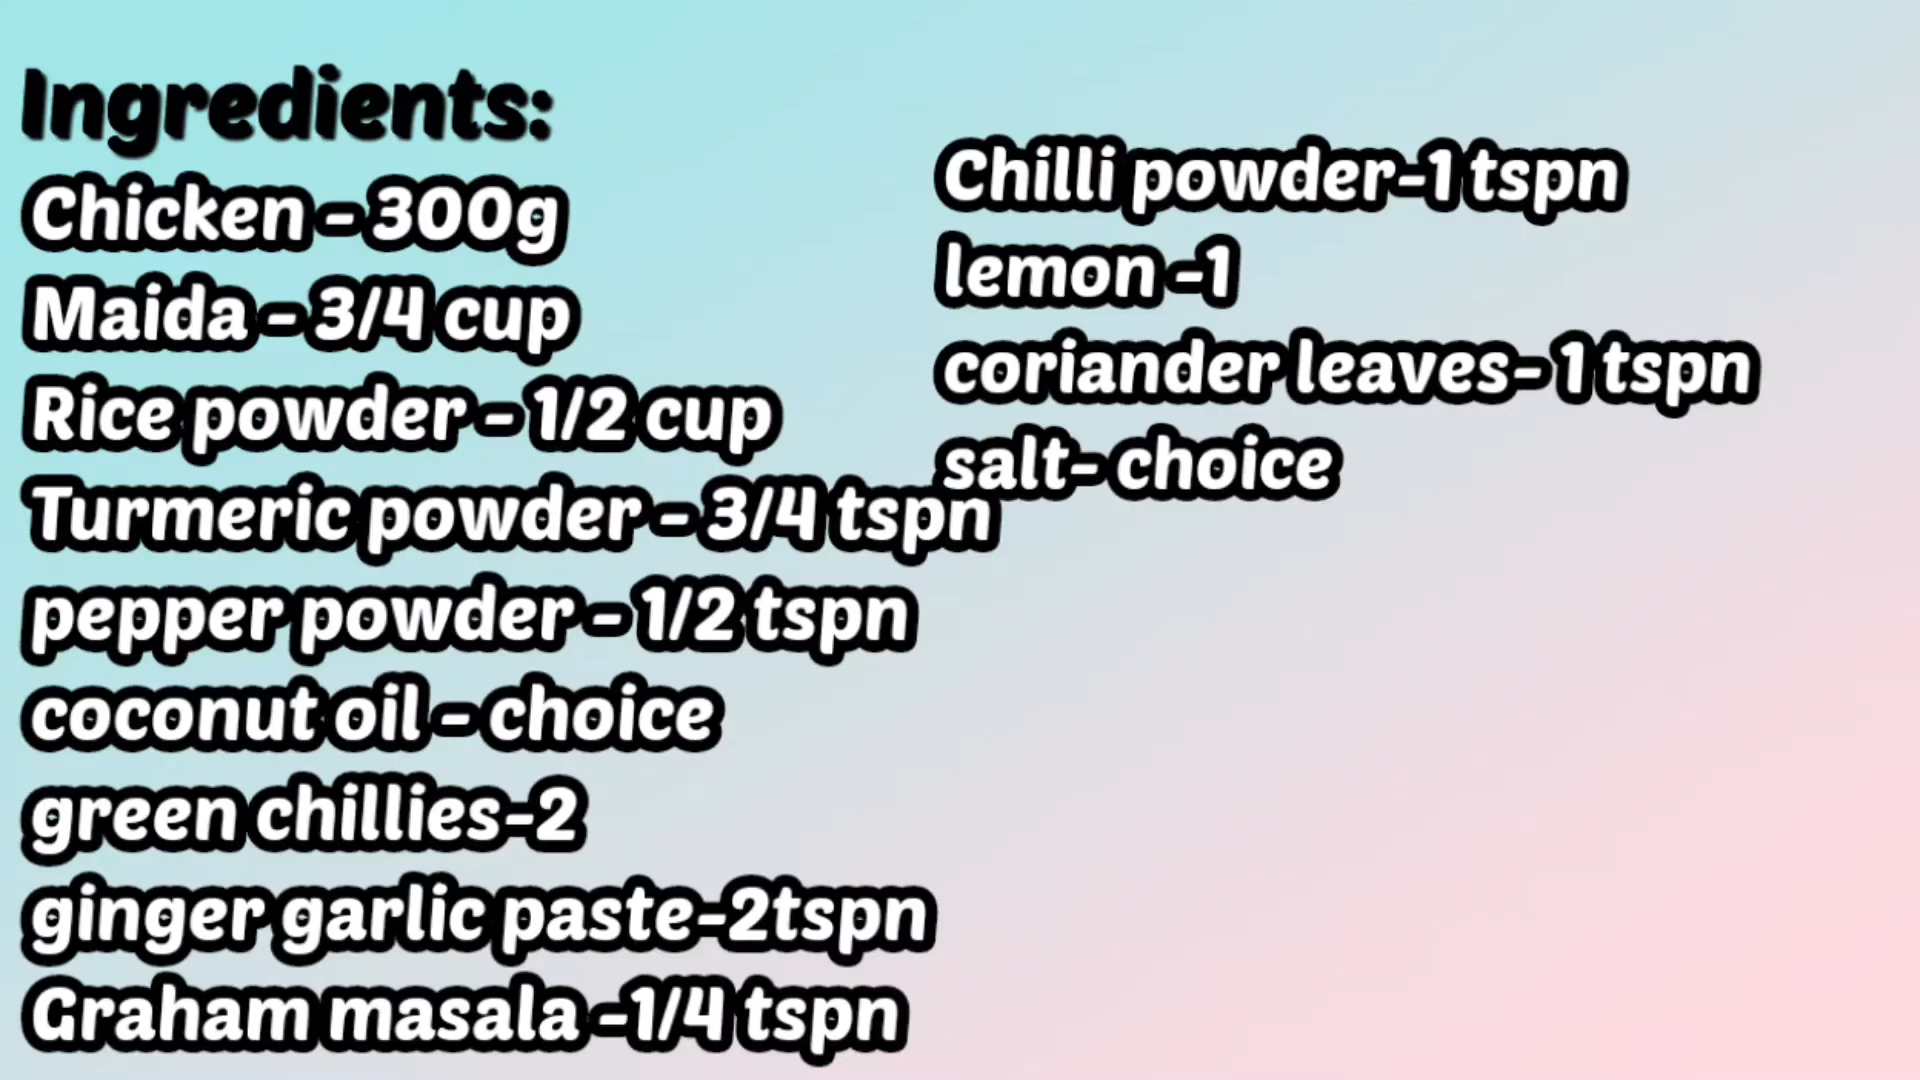 Ingredients:
Chicken - 300g
Maida - 3/4 cup
Rice powder - 1/2 cup
Turmeric powder - 3/4 tspn
pepper powder - 1/2 tspn
coconut oil - choice
green chillies-2
ginger garlic paste-2tspn
Graham masala -1/4 tspn
Chilli powder-1 tspn
lemon -1
coriander leaves- 1 tspn
salt- choice